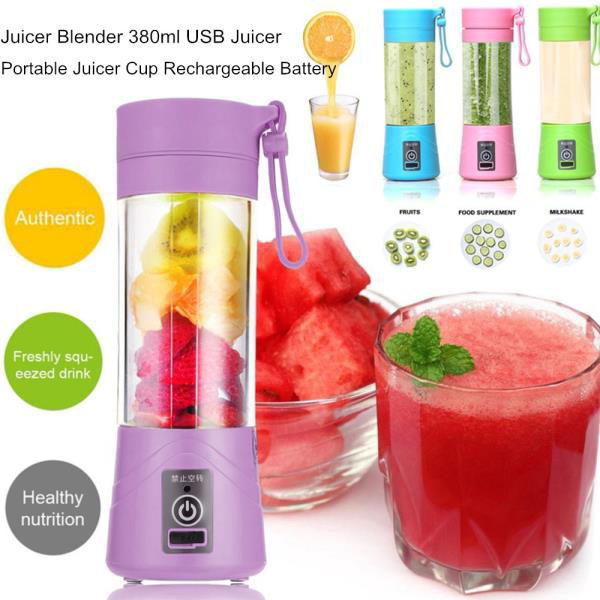 Juicer Blender 380ml USB Juicer
Portable Juicer Cup Rechargeable Battery
Authentic
Freshly squ-
eezed drink
Healthy
nutrition
FRUITS
FOOD SUPPLEMENT
MILKSHAKE
禁止空转